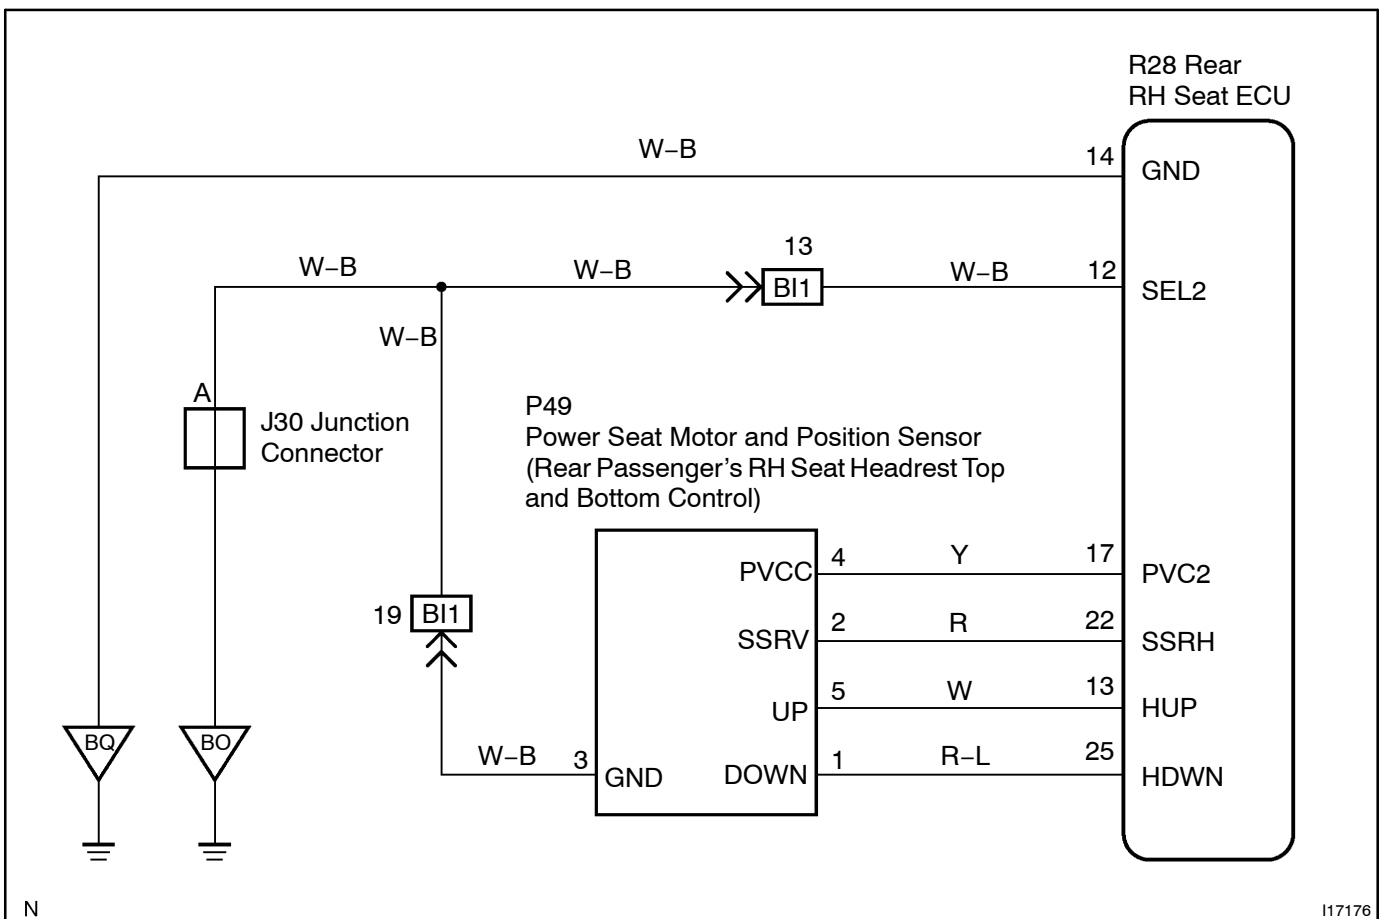 R28 Rear
RH Seat ECU
W−B
14
GND
13
W−B
W−B
BI1
W−B
12
SEL2
W−B
A
J30 Junction
Connector
P49
Power Seat Motor and Position Sensor
(Rear Passenger's RH Seat Headrest Top
and Bottom Control)
PVCC
4
Y
17
PVC2
19
BI1
SSRV
2
R
22
SSRH
UP
5
W
13
HUP
BQ
BO
W−B
3
GND
DOWN
1
R−L
25
HDWN
N
I17176